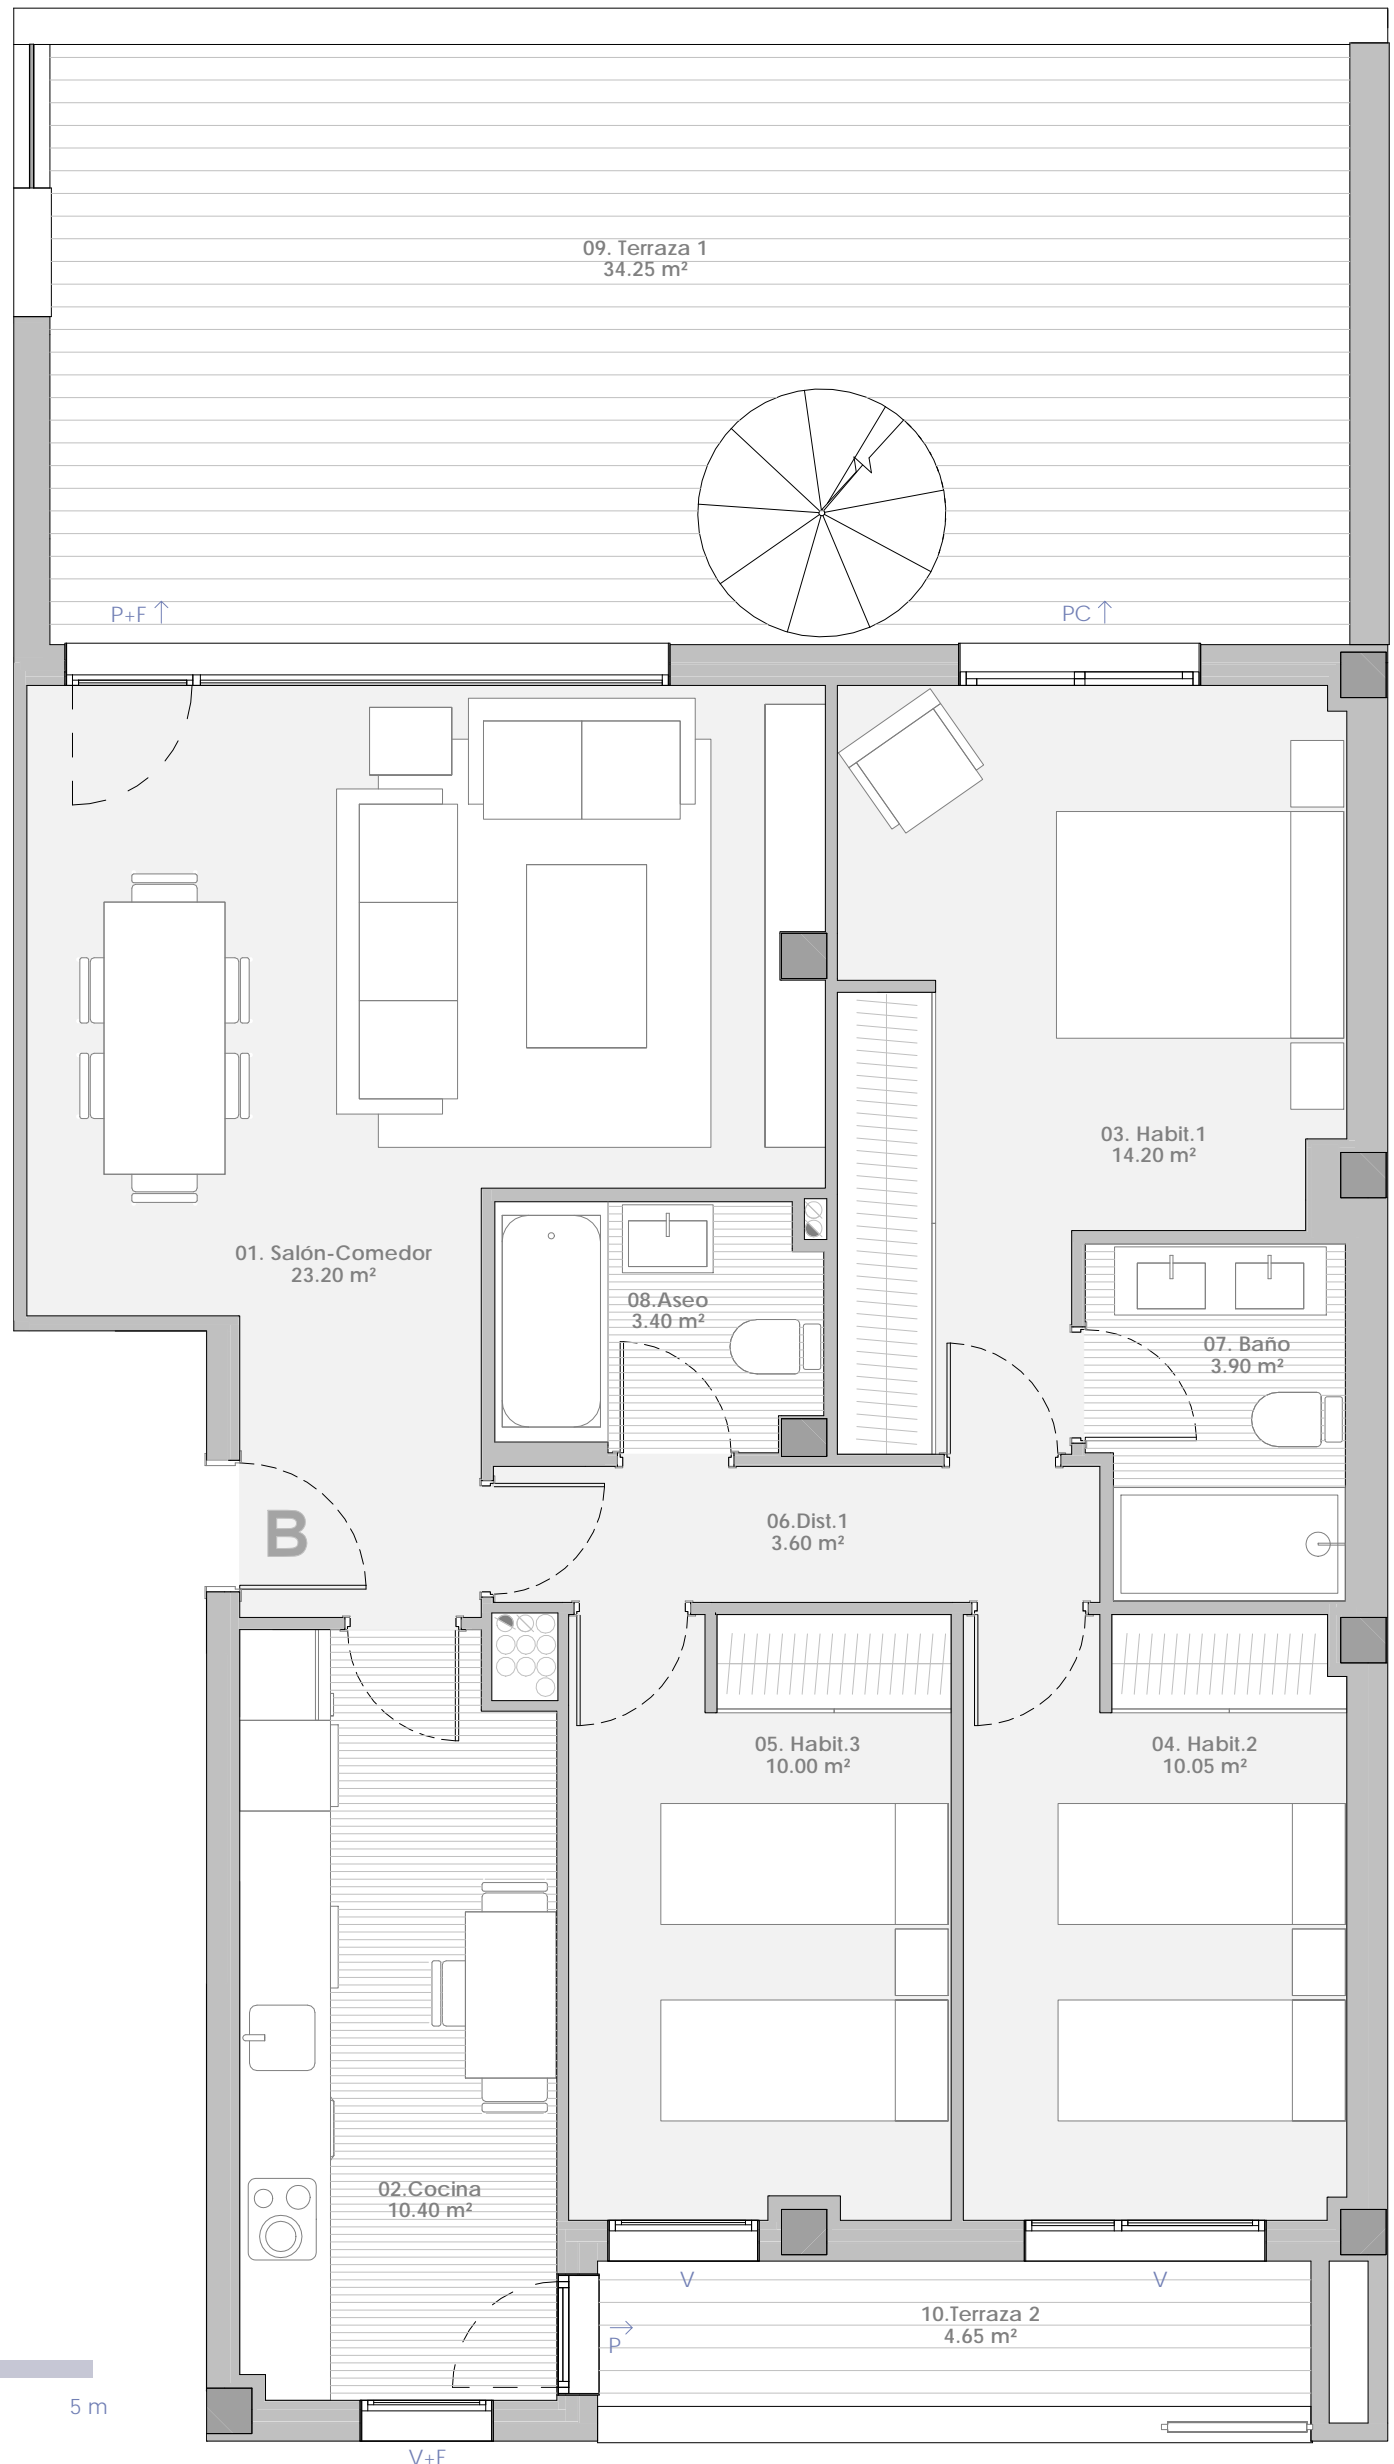 09. Terraza 1
34.25 m²
P+F
PC
03. Habit.1
14.20 m²
01. Salón-Comedor
23.20 m²
08.Aseo
3.40 m²
07. Baño
3.90 m²
B
06.Dist.1
3.60 m²
05. Habit.3
10.00 m²
04. Habit.2
10.05 m²
02.Cocina
10.40 m²
V
V
10.Terraza 2
4.65 m²
P
5 m
V+F